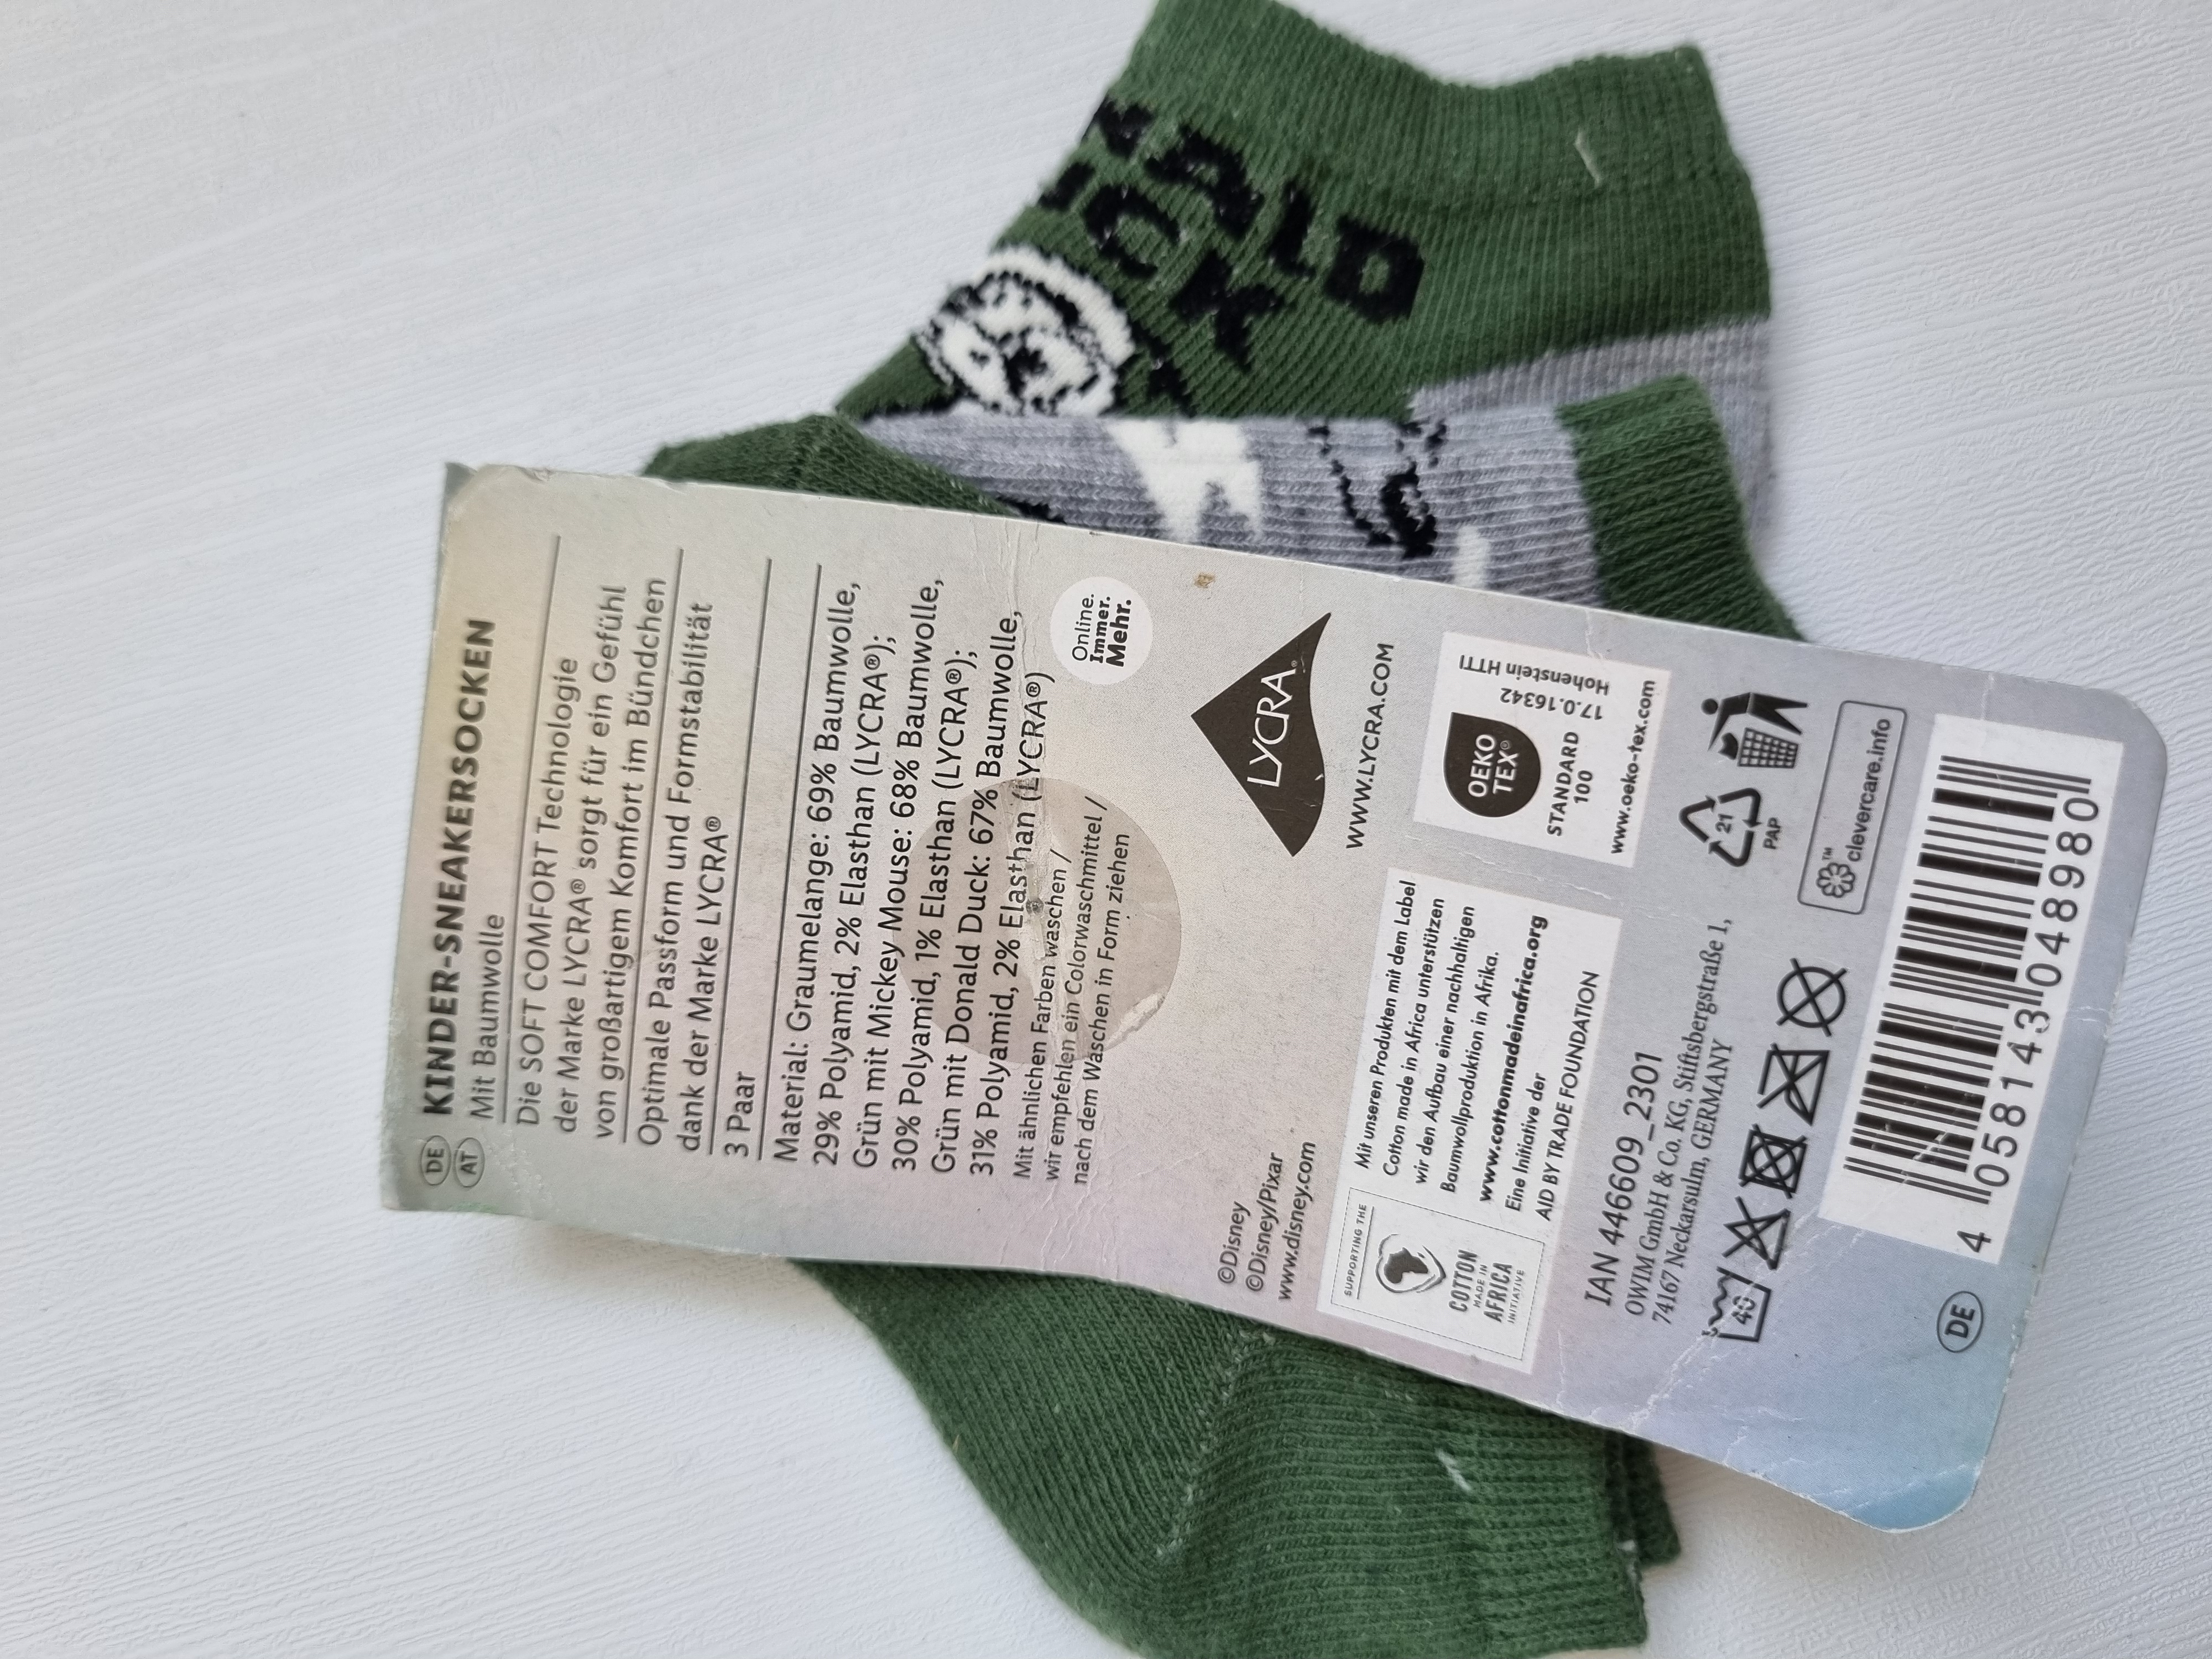 DE
AT
KINDER-SNEAKERSOCKEN
Mit Baumwolle
Die SOFT COMFORT Technologie
der Marke LYCRA® sorgt für ein Gefühl
von großartigem Komfort im Bündchen
Optimale Passform und Formstabilität
dank der Marke LYCRA®
3 Paar
Material: Graumelange: 69% Baumwolle,
29% Polyamid, 2% Elasthan (LYCRA®);
Grün mit Mickey Mouse: 68% Baumwolle,
30% Polyamid, 1% Elasthan (LYCRA®);
Grün mit Donald Duck: 67% Baumwolle,
31% Polyamid, 2% Elasthan (LYCRA®)
Mit ähnlichen Farben waschen /
wir empfehlen ein Colorwaschmittel /
nach dem Waschen in Form ziehen
Online.
Immer.
Mehr.
©Disney
©Disney/Pixar
www.disney.com
LYCRA®
WWW.LYCRA.COM
SUPPORTING THE
COTTON
MADE IN
AFRICA
INITIATIVE
Mit unseren Produkten mit dem Label
Cotton made in Africa unterstützen
wir den Aufbau einer nachhaltigen
Baumwollproduktion in Afrika.
www.cottonmadeinafrica.org
Eine Initiative der
AID BY TRADE FOUNDATION
OEKO
TEX®
STANDARD
100
17.0.16342
Hohenstein HTTI
www.oeko-tex.com
IAN 446609_2301
OWIM GmbH & Co. KG, Stiftsbergstraße 1,
74167 Neckarsulm, GERMANY
40
21
PAP
clevercare.info
™
4 058143 048980
DE
NALD
UCK